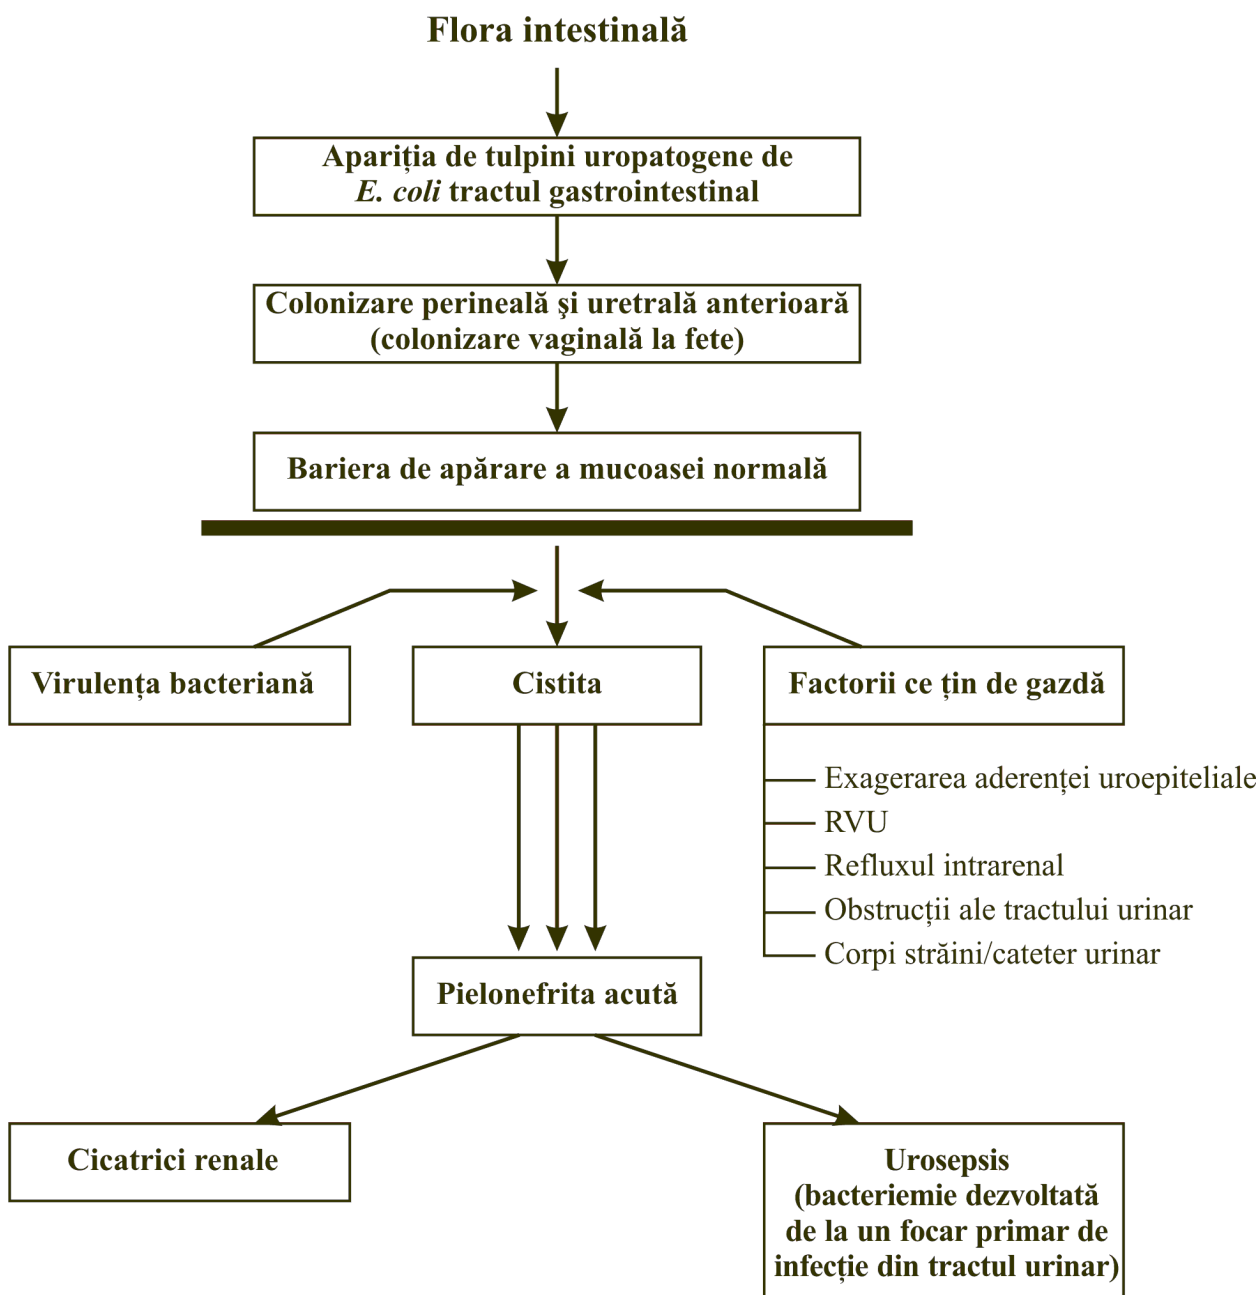 Flora intestinală
Apariția de tulpini uropatogene de
E. coli tractul gastrointestinal
Colonizare perineală şi uretrală anterioară
(colonizare vaginală la fete)
Bariera de apărare a mucoasei normală
Virulența bacteriană
Cistita
Factorii ce țin de gazdă
Exagerarea aderenței uroepiteliale
RVU
Refluxul intrarenal
Obstrucții ale tractului urinar
Corpi străini/cateter urinar
Pielonefrita acută
Cicatrici renale
Urosepsis
(bacteriemie dezvoltată
de la un focar primar de
infecție din tractul urinar)